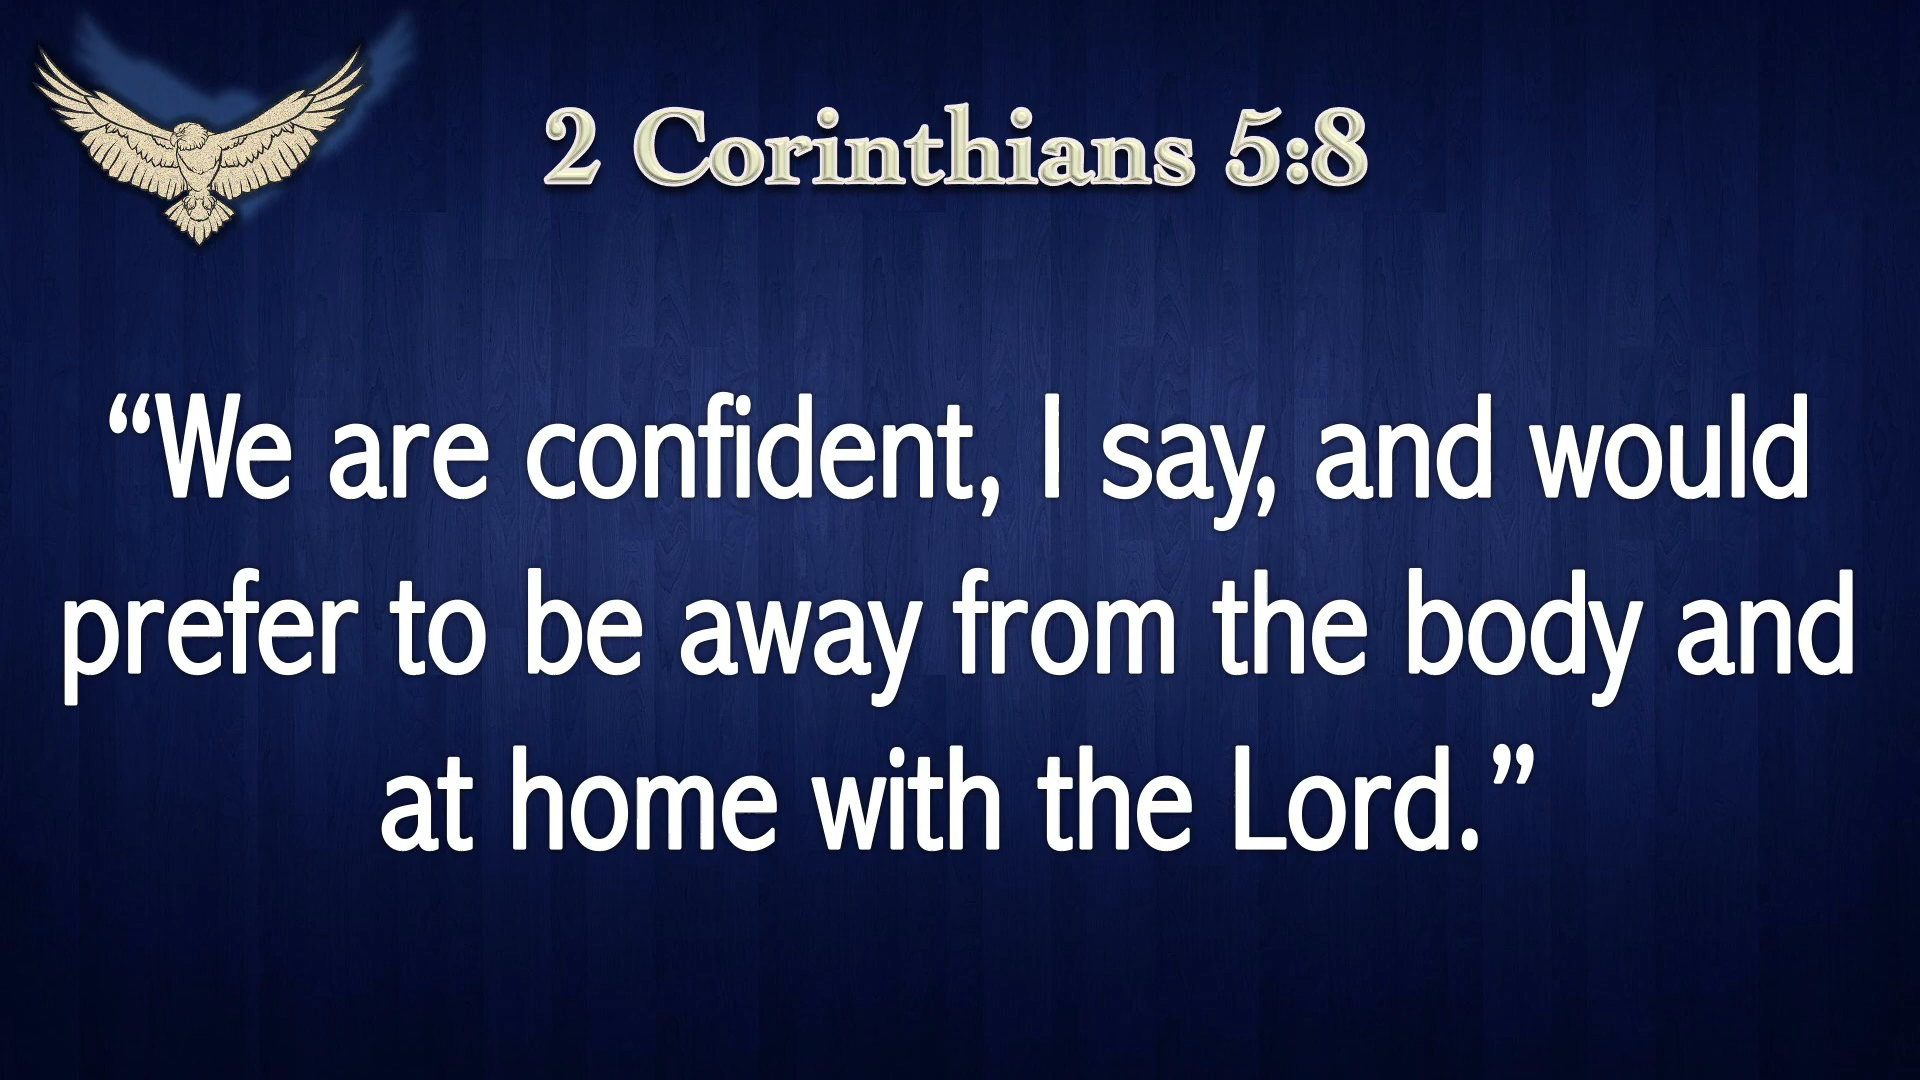 2 Corinthians 5:8
“We are confident, I say, and would
prefer to be away from the body and
at home with the Lord.”